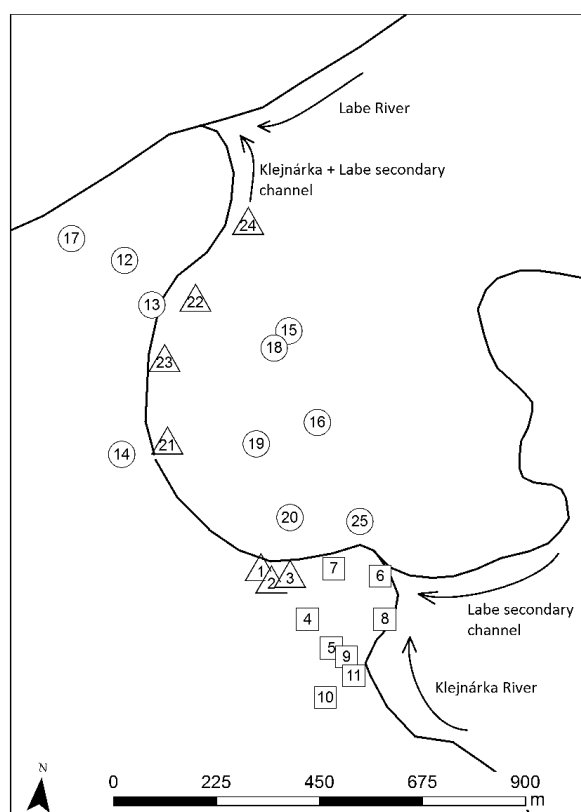 Labe River
Klejnárka + Labe secondary
channel
24
17
12
22
13
15
18
23
16
21
19
14
20
25
7
1
2
3
6
4
8
Labe secondary
channel
5
9
11
Klejnárka River
10
N
0 225 450 675 900
m